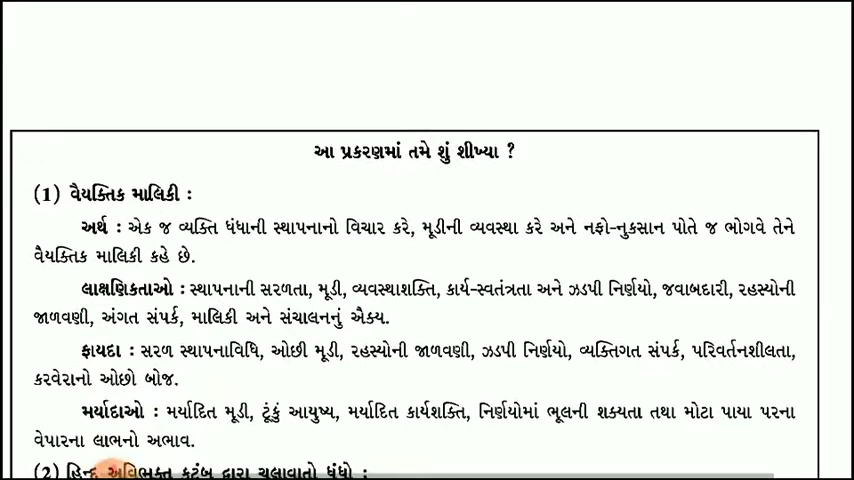 આ પ્રકરણમાં તમે શું શીખ્યા ?
(1) વૈયક્તિક માલિકી :
અર્થ : એક જ વ્યક્તિ ધંધાની સ્થાપનાનો વિચાર કરે, મૂડીની વ્યવસ્થા કરે અને નફો-નુકસાન પોતે જ ભોગવે તેને
વૈયક્તિક માલિકી કહે છે.
લાક્ષણિકતાઓ : સ્થાપનાની સરળતા, મૂડી, વ્યવસ્થાશક્તિ, કાર્ય-સ્વતંત્રતા અને ઝડપી નિર્ણયો, જવાબદારી, રહસ્યોની
જાળવણી, અંગત સંપર્ક, માલિકી અને સંચાલનનું ઐક્ય.
ફાયદા : સરળ સ્થાપનાવિધિ, ઓછી મૂડી, રહસ્યોની જાળવણી, ઝડપી નિર્ણયો, વ્યક્તિગત સંપર્ક, પરિવર્તનશીલતા,
કરવેરાનો ઓછો બોજ.
મર્યાદાઓ : મર્યાદિત મૂડી, ટૂંકું આયુષ્ય, મર્યાદિત કાર્યશક્તિ, નિર્ણયોમાં ભૂલની શક્યતા તથા મોટા પાયા પરના
વેપારના લાભનો અભાવ.
(2) હિન્દુ અવિભક્ત કુટુંબ દ્વારા ચલાવાતો ધંધો :